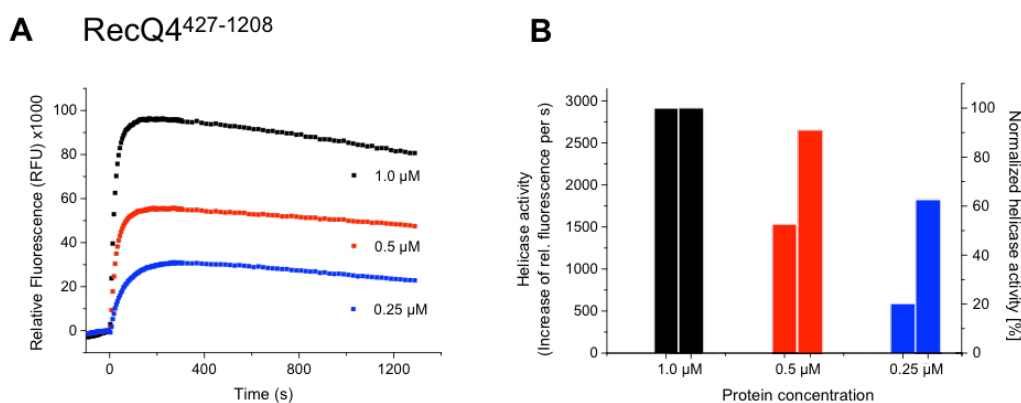 A RecQ4427-1208
Relative Fluorescence (RFU) x1000
100
80
60
40
20
0
1.0 µM
0.5 µM
0.25 µM
0 400 800 1200
Time (s)
B
Helicase activity
(Increase of rel. fluorescence per s)
3000
2500
2000
1500
1000
500
0
100
80
60
40
20
0
Normalized helicase
activity [%]
1.0 µM 0.5 µM 0.25 µM
Protein concentration